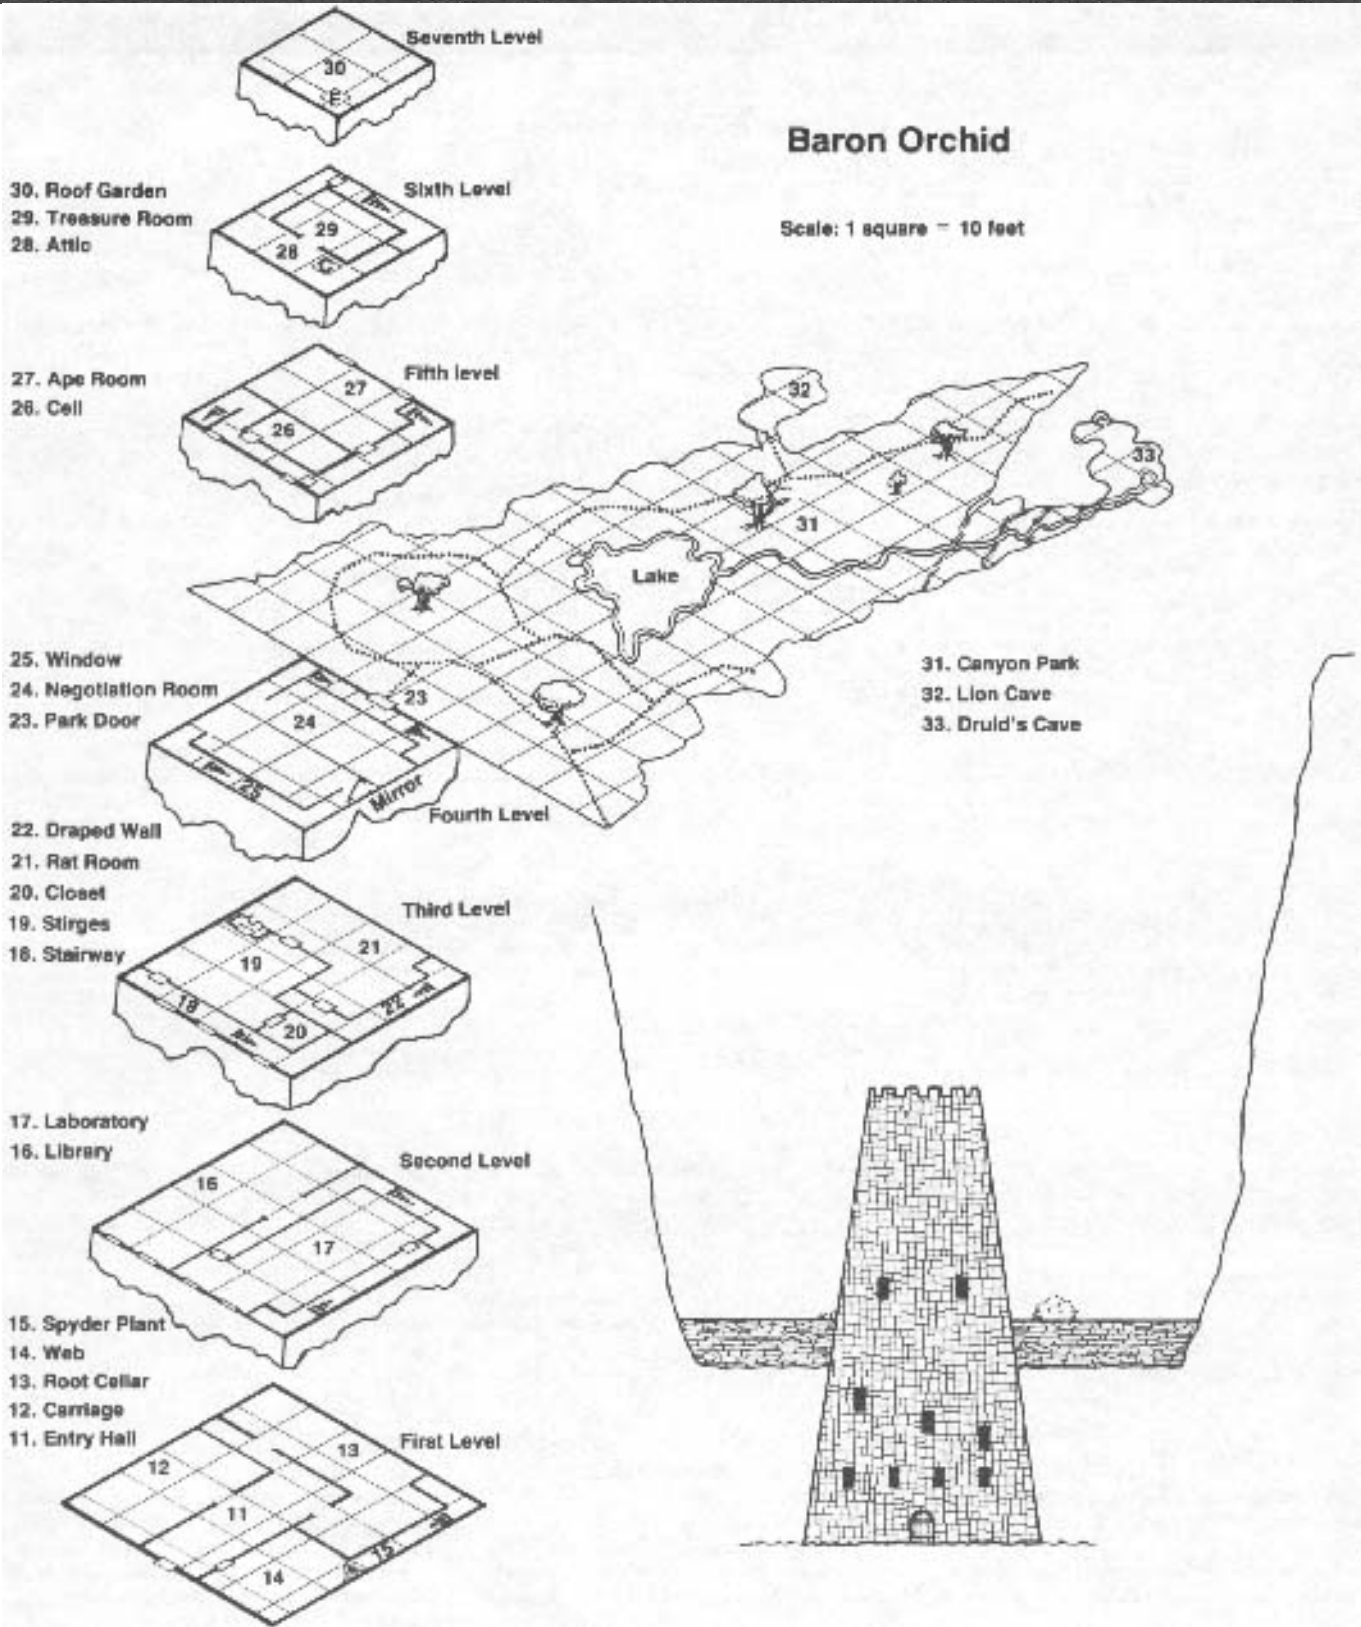 Seventh Level
30
E
Baron Orchid
Scale: 1 square = 10 feet
30. Roof Garden
29. Treasure Room
28. Attic
Sixth Level
29
28
G
27. Ape Room
26. Cell
Fifth level
27
26
32
33
31
Lake
25. Window
24. Negotiation Room
23. Park Door
23
24
25
Mirror
Fourth Level
31. Canyon Park
32. Lion Cave
33. Druid's Cave
22. Draped Wall
21. Rat Room
20. Closet
19. Stirges
18. Stairway
Third Level
21
19
22
18
20
17. Laboratory
16. Library
Second Level
16
17
15. Spyder Plant
14. Web
13. Root Cellar
12. Carriage
11. Entry Hall
First Level
13
12
11
15
14